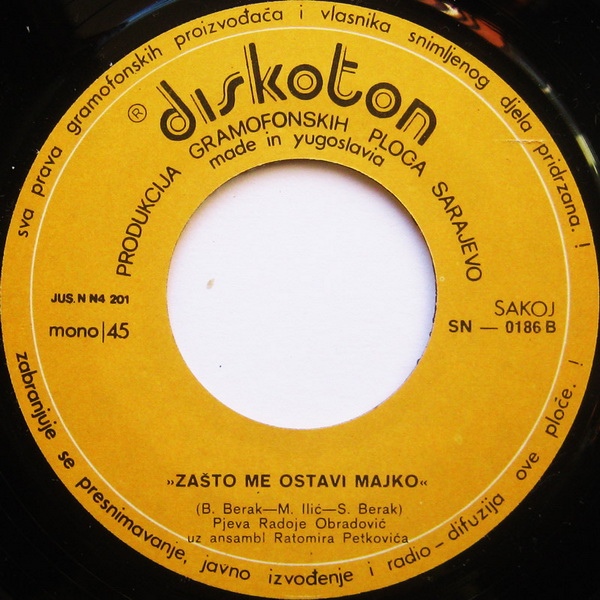 sva prava gramofonskih proizvođača i vlasnika snimljenog djela pridržana. !
® diskoton
PRODUKCIJA GRAMOFONSKIH PLOČA SARAJEVO
made in yugoslavia
JUS. N N4 201
mono|45
SAKOJ
SN — 0186 B
»ZAŠTO ME OSTAVI MAJKO«
(B. Berak—M. Ilić—S. Berak)
Pjeva Radoje Obradović
uz ansambl Ratomira Petkovića
zabranjuje se presnimavanje, javno izvođenje i radio – difuzija ove ploče. !